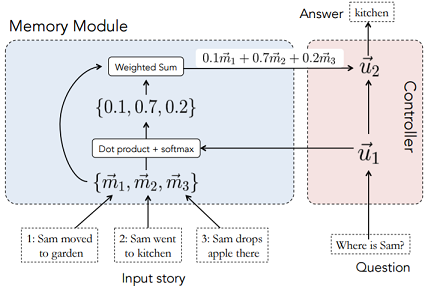 Answer kitchen
Memory Module
Weighted Sum
0.1m⃗₁ + 0.7m⃗₂ + 0.2m⃗₃
u⃗₂
{0.1, 0.7, 0.2}
Controller
Dot product + softmax
u⃗₁
{m⃗₁, m⃗₂, m⃗₃}
1: Sam moved
to garden
2: Sam went
to kitchen
3: Sam drops
apple there
Where is Sam?
Input story
Question